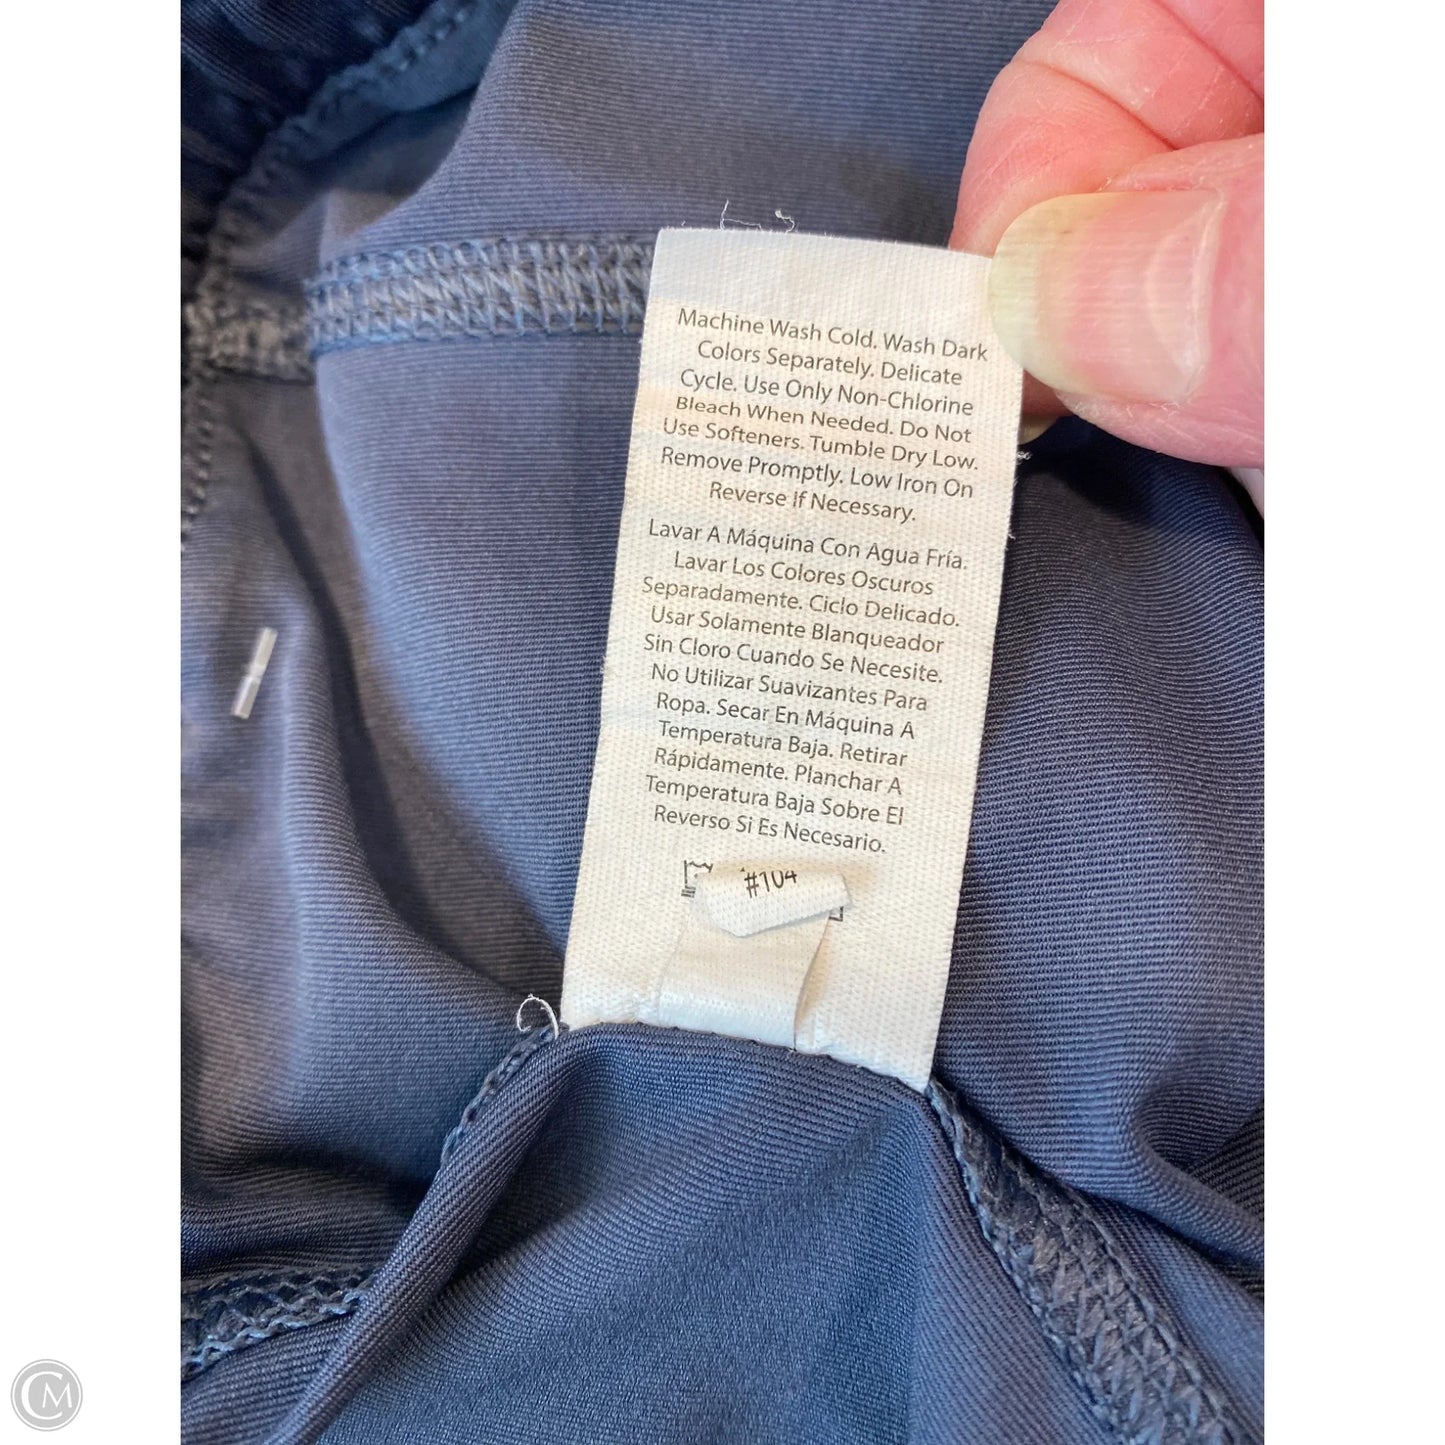 Machine Wash Cold. Wash Dark
Colors Separately. Delicate
Cycle. Use Only Non-Chlorine
Bleach When Needed. Do Not
Use Softeners. Tumble Dry Low.
Remove Promptly. Low Iron On
Reverse If Necessary.
Lavar A Máquina Con Agua Fría.
Lavar Los Colores Oscuros
Separadamente. Ciclo Delicado.
Usar Solamente Blanqueador
Sin Cloro Cuando Se Necesite.
No Utilizar Suavizantes Para
Ropa. Secar En Máquina A
Temperatura Baja. Retirar
Rápidamente. Planchar A
Temperatura Baja Sobre El
Reverso Si Es Necesario.
#104
CM